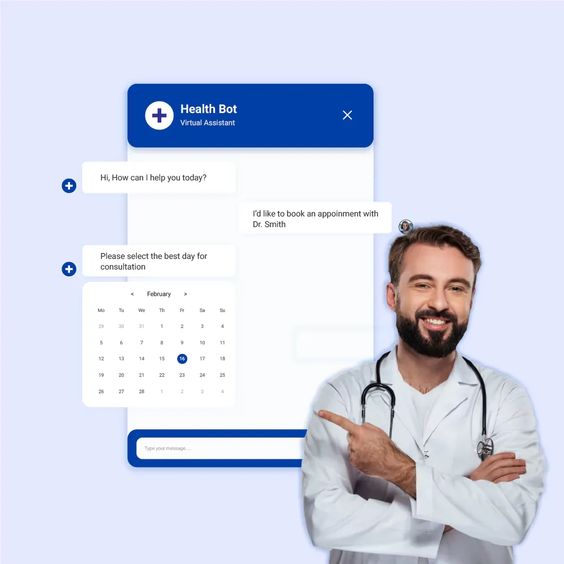 Health Bot
Virtual Assistant
Hi, How can I help you today?
I'd like to book an appoinment with
Dr. Smith
Please select the best day for
consultation
< February >
Mo Tu We Th Fr Sa Su
29 30 31 1 2 3 4
5 6 7 8 9 10 11
12 13 14 15 16 17 18
19 20 21 22 23 24 25
26 27 28 1 2 3 4
Type your message ...